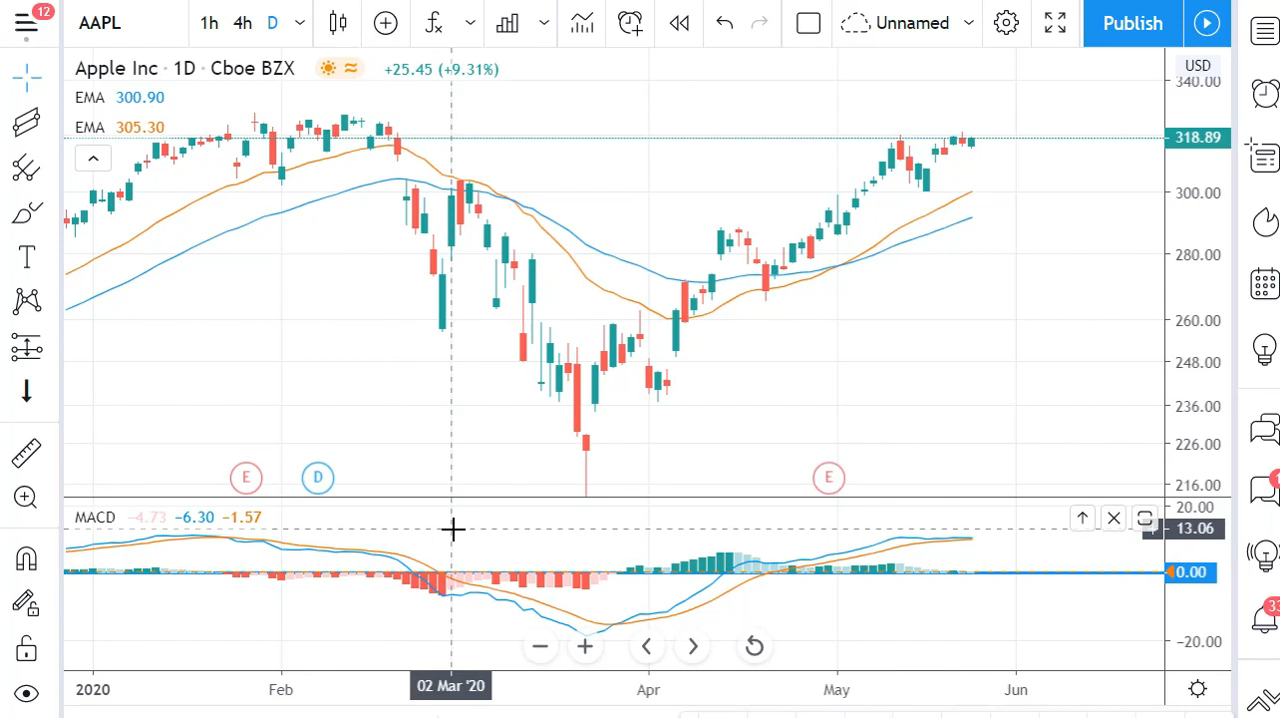 12
AAPL
1h 4h D
Unnamed
Publish
Apple Inc · 1D · Cboe BZX
+25.45 (+9.31%)
USD
EMA 300.90
EMA 305.30
340.00
318.89
300.00
280.00
260.00
248.00
236.00
226.00
216.00
E
D
E
MACD −4.73 −6.30 −1.57
20.00
13.06
0.00
−20.00
2020
Feb
02 Mar '20
Apr
May
Jun
T